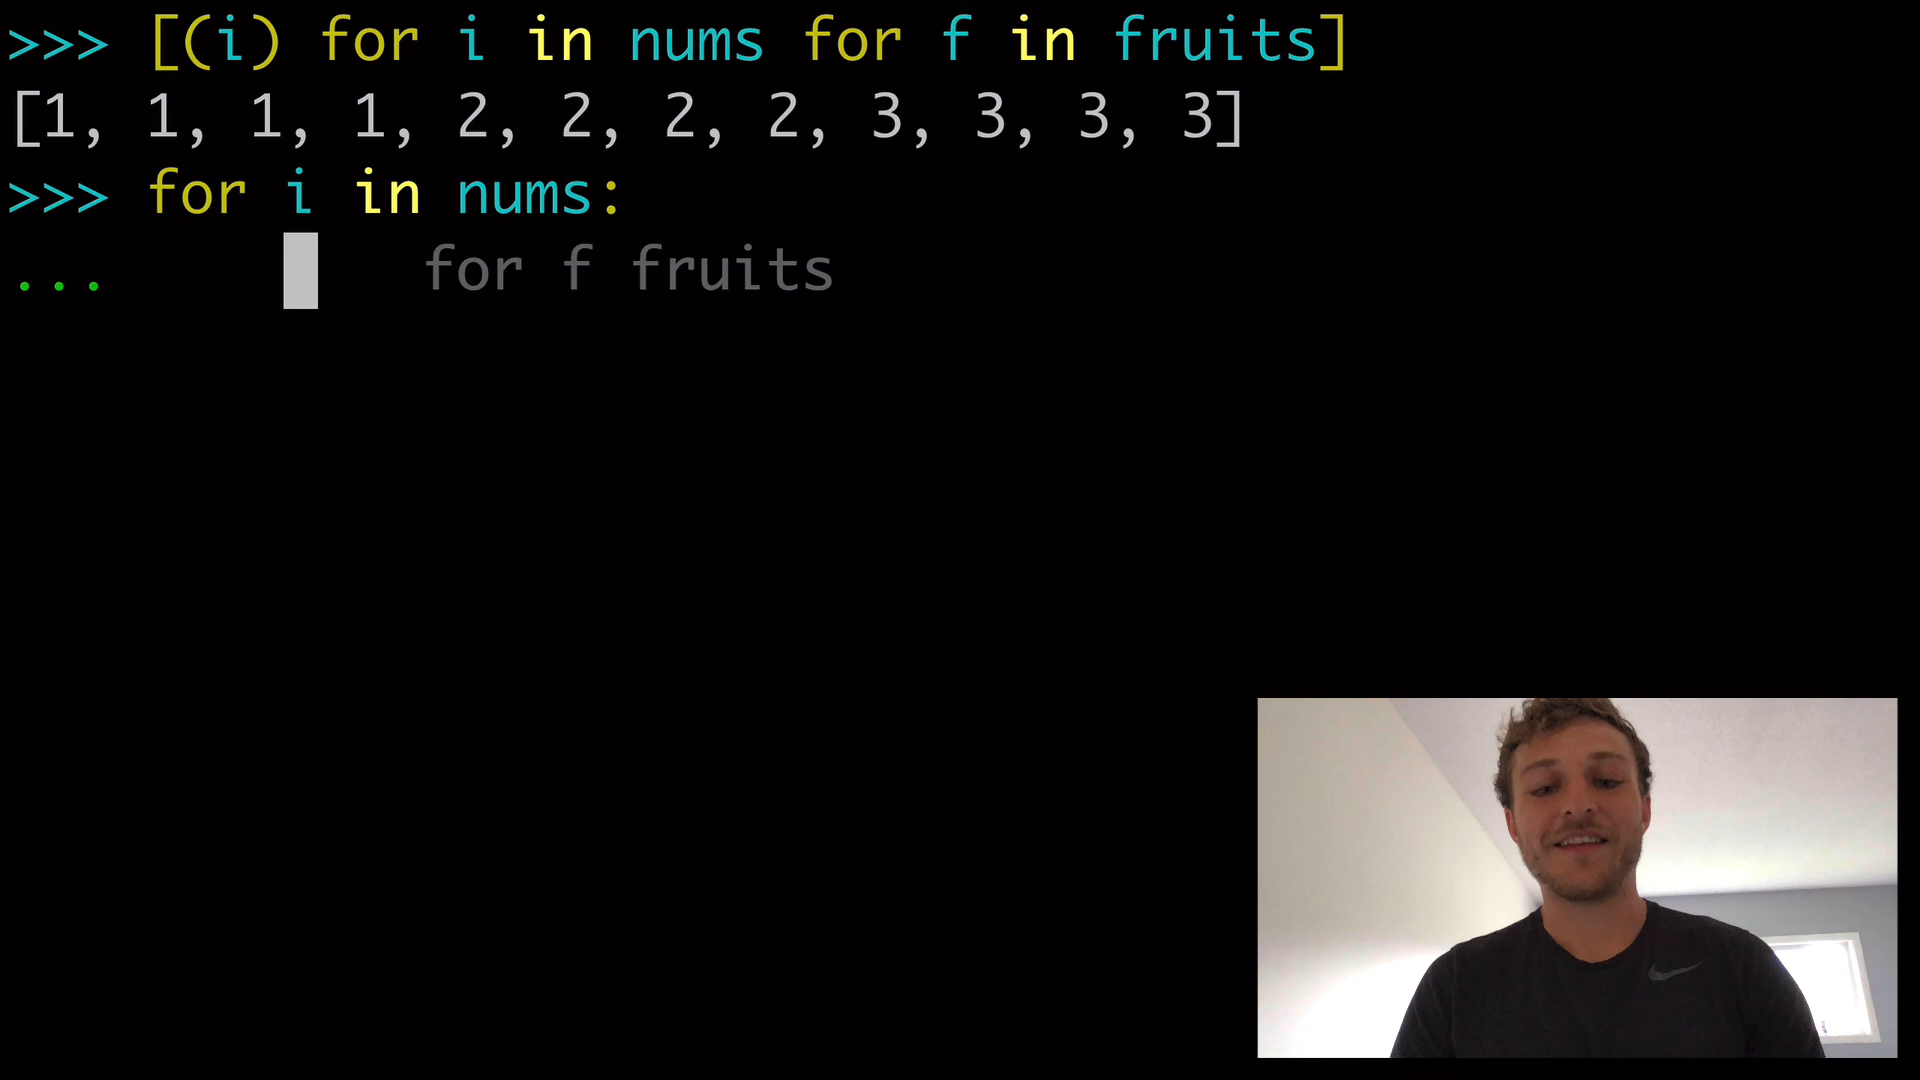 >>> [(i) for i in nums for f in fruits]
[1, 1, 1, 1, 2, 2, 2, 2, 3, 3, 3, 3]
>>> for i in nums:
... for f fruits